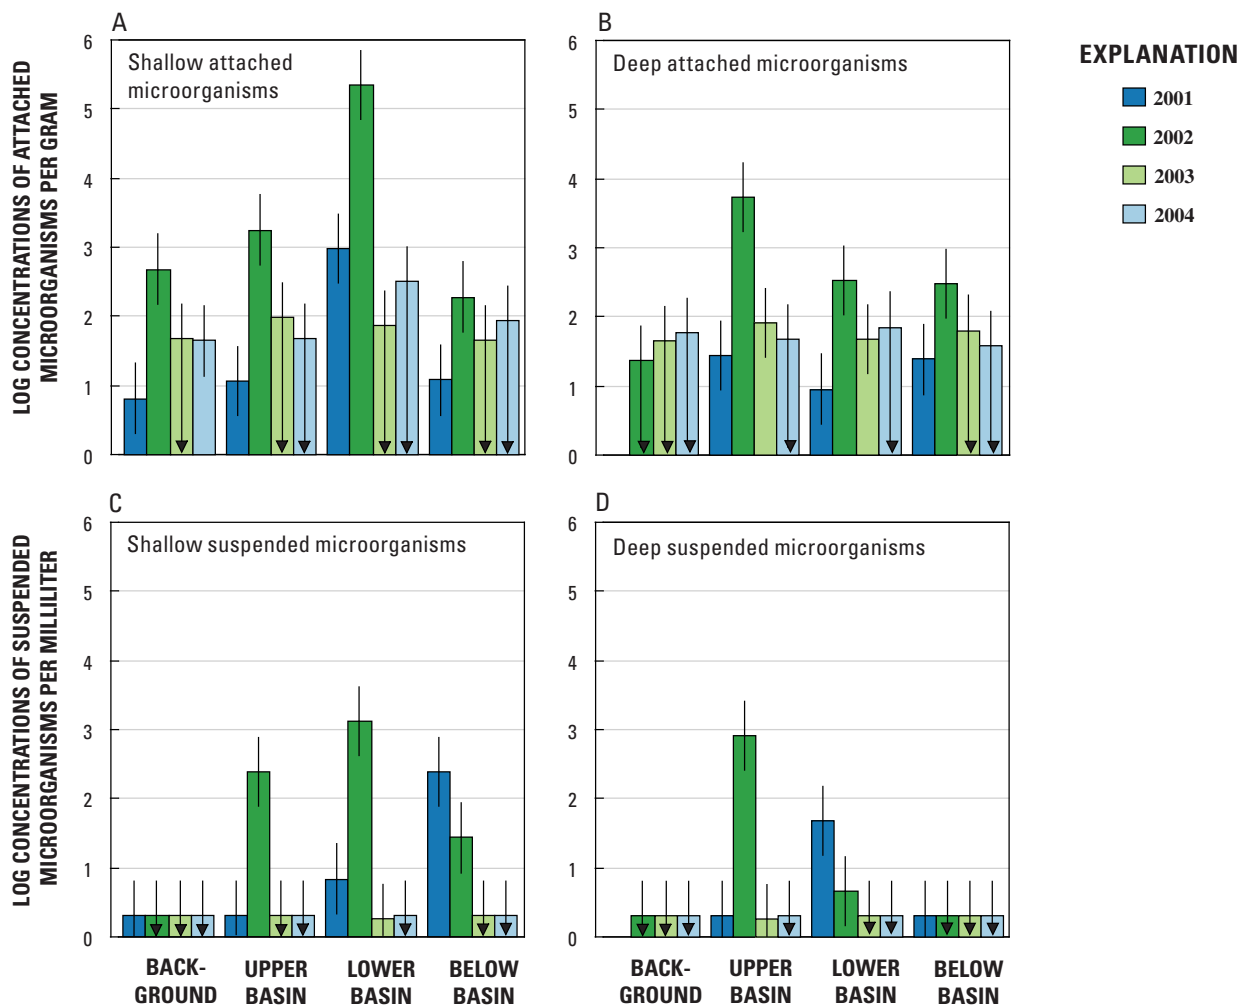 A
B
LOG CONCENTRATIONS OF ATTACHED
MICROORGANISMS PER GRAM
6
5
4
3
2
1
0
Shallow attached
microorganisms
6
5
4
3
2
1
0
Deep attached microorganisms
EXPLANATION
2001
2002
2003
2004
C
D
LOG CONCENTRATIONS OF SUSPENDED
MICROORGANISMS PER MILLILITER
6
5
4
3
2
1
0
Shallow suspended microorganisms
6
5
4
3
2
1
0
Deep suspended microorganisms
BACK-
GROUND
UPPER
BASIN
LOWER
BASIN
BELOW
BASIN
BACK-
GROUND
UPPER
BASIN
LOWER
BASIN
BELOW
BASIN